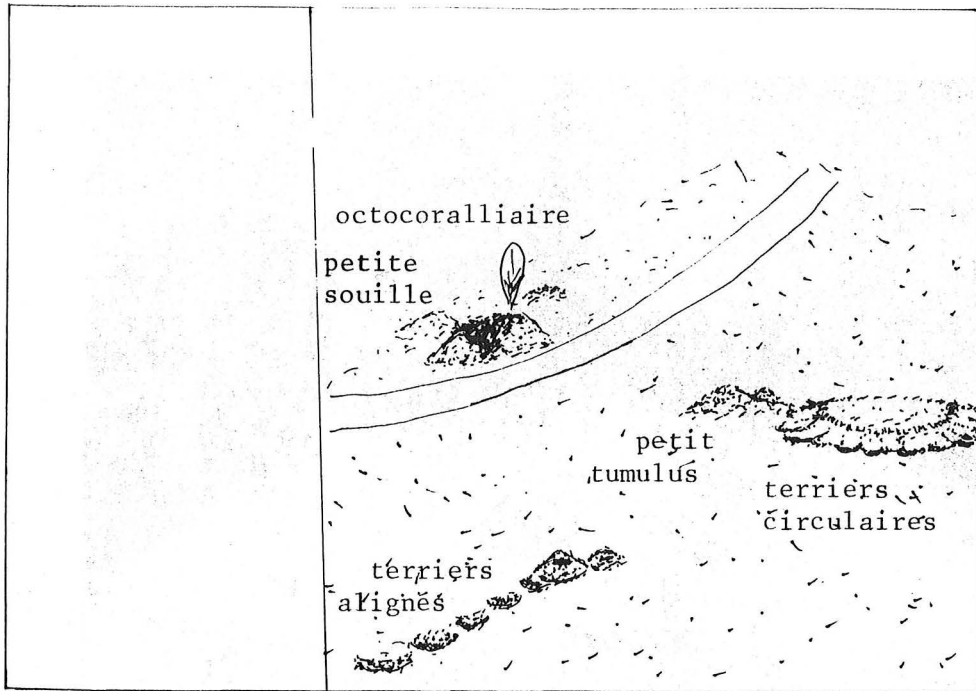 octocoralliaire
petite
souille
petit
tumulus
terriers
circulaires
terriers
alignés